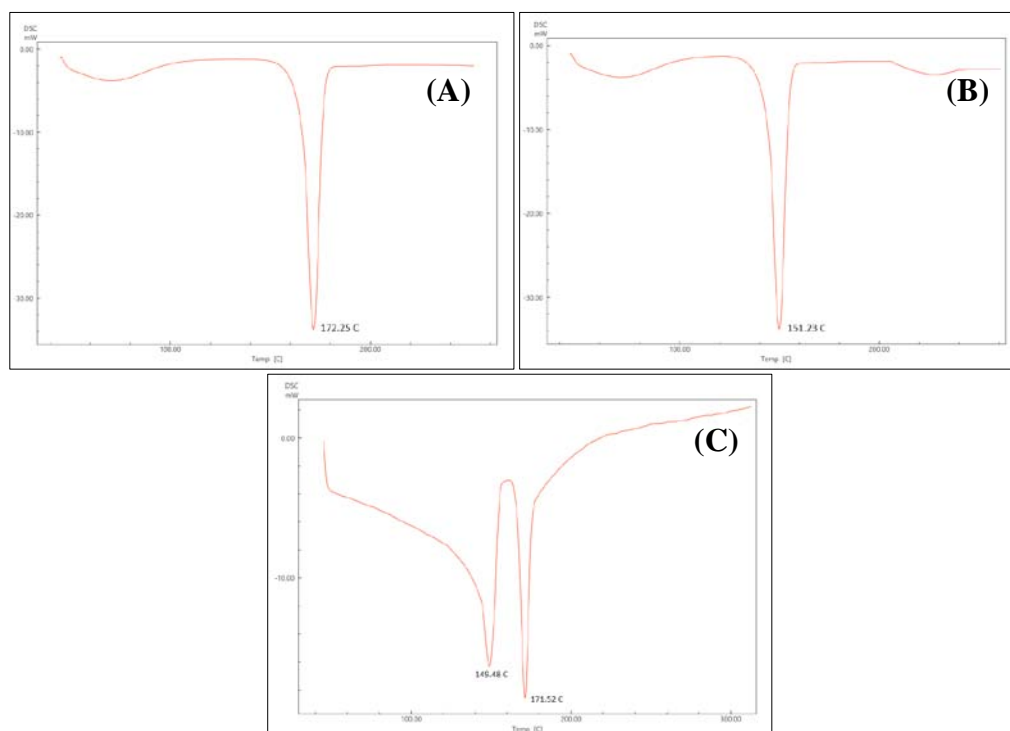 DSC
mW
0.00
(A)
-10.00
-20.00
-30.00
172.25 C
100.00
200.00
Temp. [C]
DSC
mW
0.00
(B)
-10.00
-20.00
-30.00
151.23 C
100.00
200.00
Temp. [C]
DSC
mW
0.00
(C)
-10.00
149.48 C
171.52 C
100.00
200.00
300.00
Temp. [C]